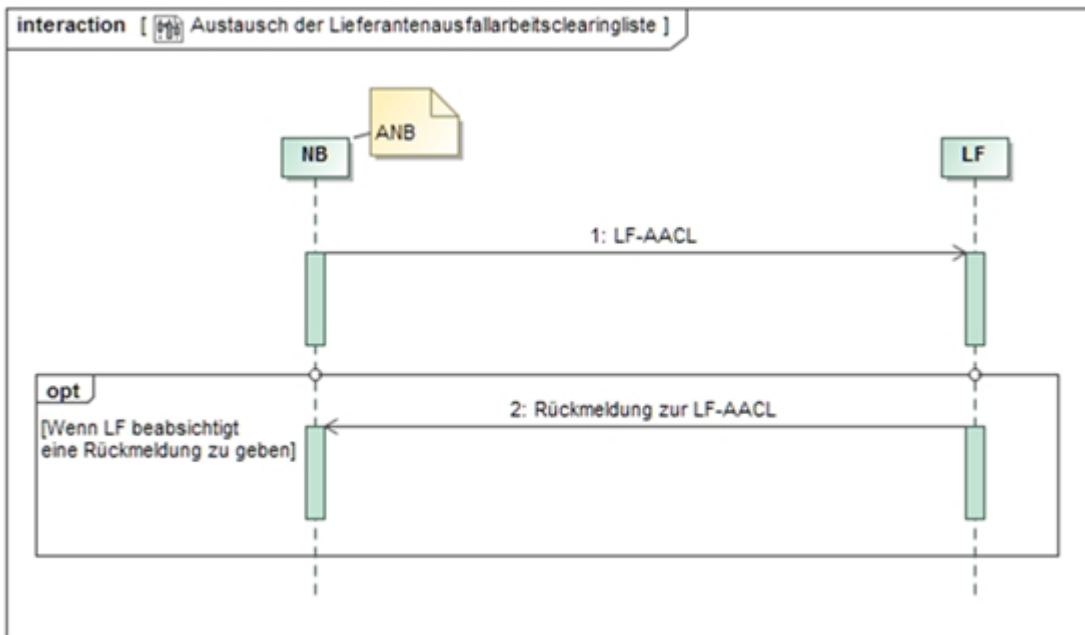 interaction [ Austausch der Lieferantenausfallarbeitsclearingliste ]
ANB
NB
LF
1: LF-AACL
opt
2: Rückmeldung zur LF-AACL
[Wenn LF beabsichtigt
eine Rückmeldung zu geben]